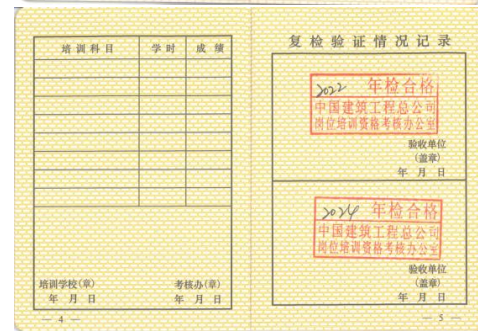 培训科目 学时 成绩
培训学校(章) 考核办(章)
年 月 日 年 月 日
— 4 —
复检验证情况记录
2022 年检合格
中国建筑工程总公司
岗位培训资格考核办公室
验收单位
(盖章)
年 月 日
2024 年检合格
中国建筑工程总公司
岗位培训资格考核办公室
验收单位
(盖章)
年 月 日
— 5 —